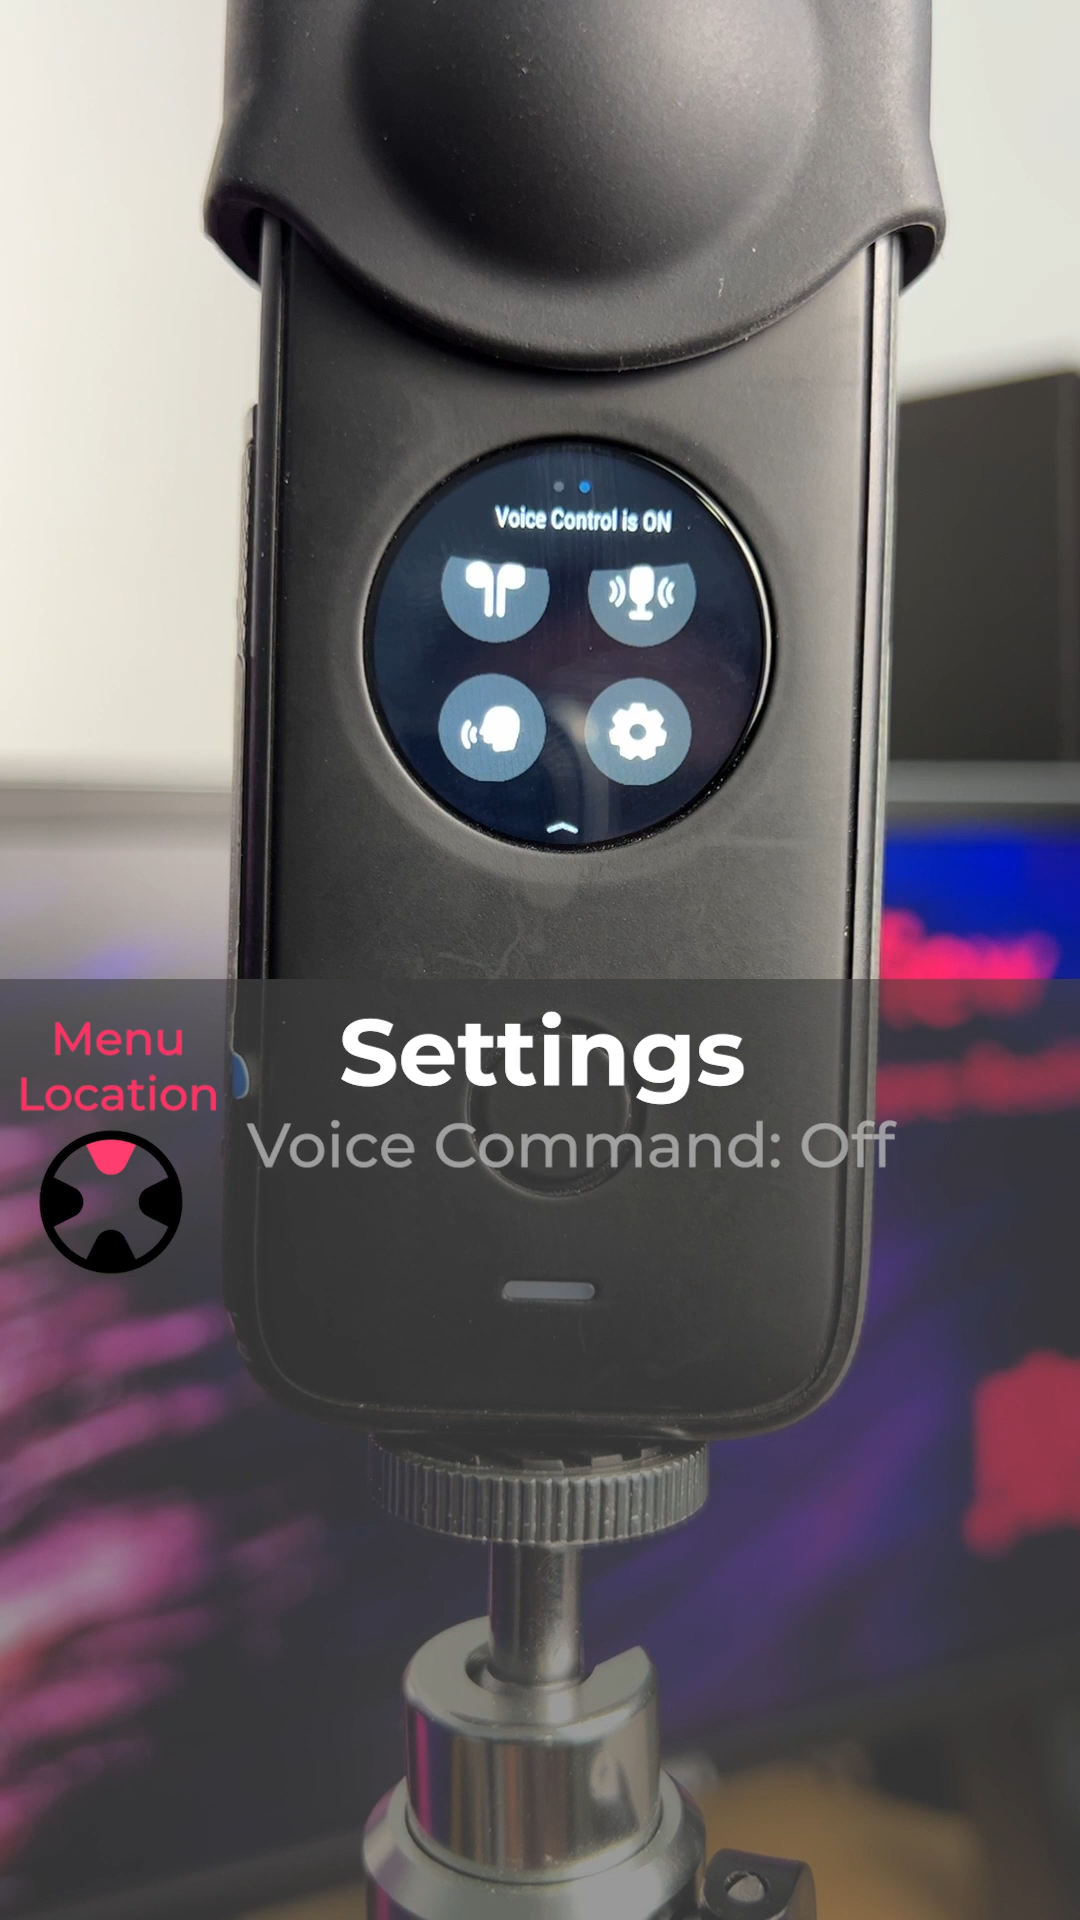 Voice Control is ON
Menu
Location
Settings
Voice Command: Off